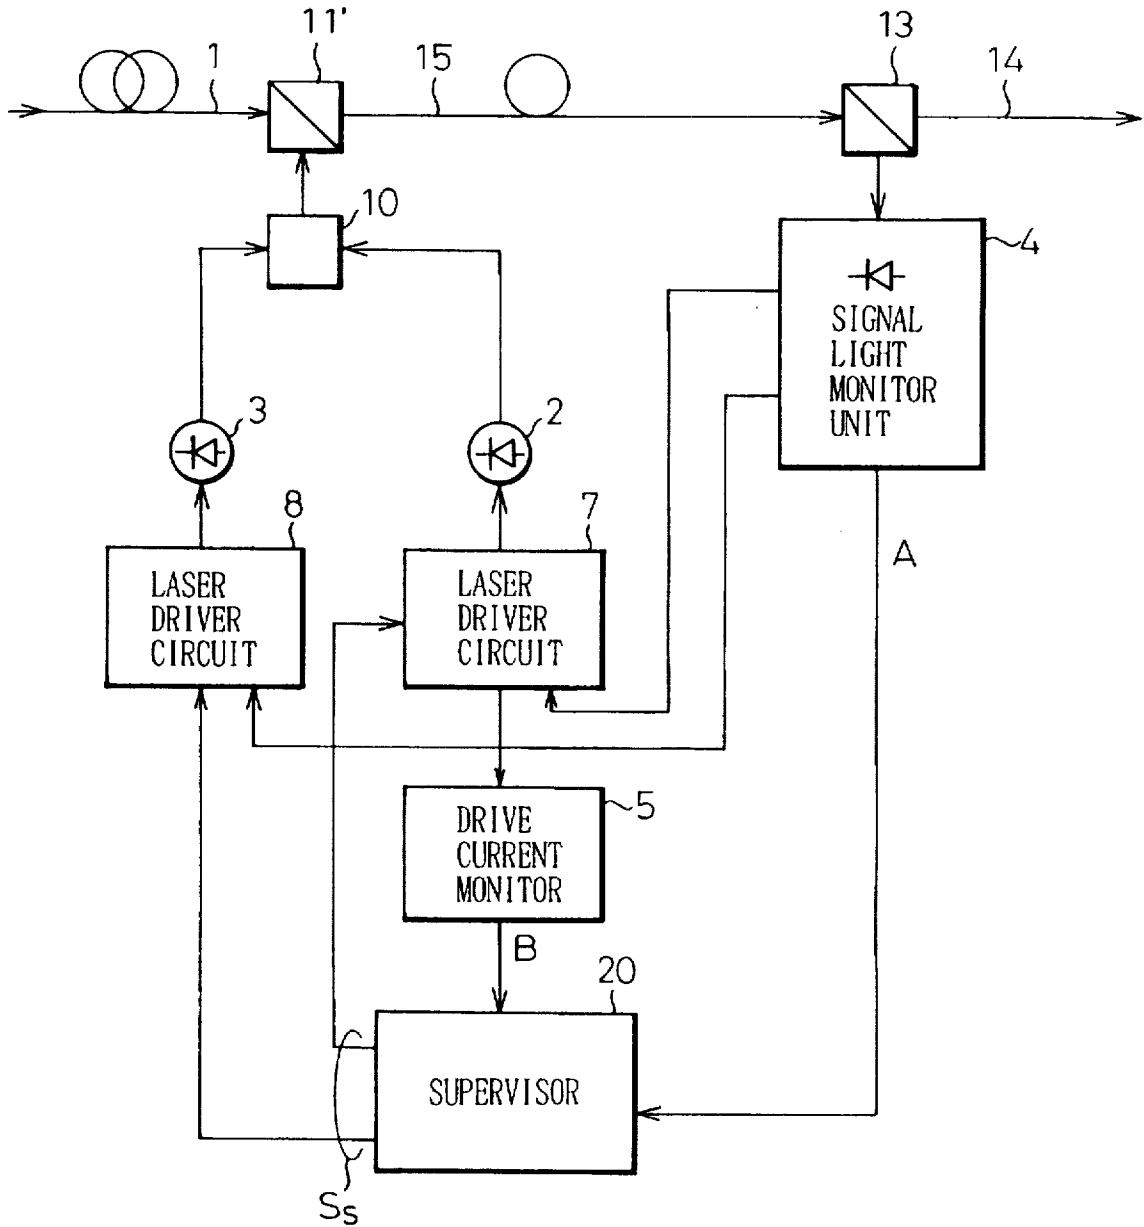 11'
13
1
15
14
10
4
SIGNAL
LIGHT
MONITOR
UNIT
3
2
8
7
A
LASER
DRIVER
CIRCUIT
LASER
DRIVER
CIRCUIT
5
DRIVE
CURRENT
MONITOR
B
20
SUPERVISOR
Ss